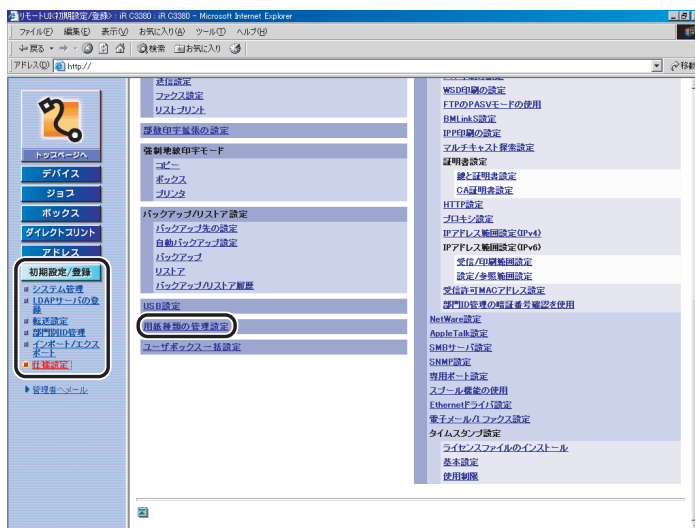 リモートUI<初期設定/登録> : iR C3380 : iR C3380 - Microsoft Internet Explorer
ファイル(F) 編集(E) 表示(V) お気に入り(A) ツール(T) ヘルプ(H)
戻る 検索 お気に入り
アドレス(D) http:// 移動
トップページへ
デバイス
ジョブ
ボックス
ダイレクトプリント
アドレス
初期設定/登録
システム管理
LDAPサーバの登
録
転送設定
部門別ID管理
インポート/エクス
ポート
仕様設定
管理者へメール
送信設定
ファクス設定
リストプリント
部数印字拡張の設定
強制地紋印字モード
コピー
ボックス
プリンタ
バックアップ/リストア設定
バックアップ先の設定
自動バックアップ設定
バックアップ
リストア
バックアップ/リストア履歴
USB設定
用紙種類の管理設定
ユーザボックス一括設定
WSD印刷の設定
FTPのPASVモードの使用
BMLinkS設定
IPP印刷の設定
マルチキャスト探索設定
証明書設定
鍵と証明書設定
CA証明書設定
HTTP設定
プロキシ設定
IPアドレス範囲設定(IPv4)
IPアドレス範囲設定(IPv6)
受信/印刷範囲設定
設定/参照範囲設定
受信許可MACアドレス設定
部門ID管理の暗証番号確認を使用
NetWare設定
AppleTalk設定
SMBサーバ設定
SNMP設定
専用ポート設定
スプール機能の使用
Ethernetドライバ設定
電子メール/I ファクス設定
タイムスタンプ設定
ライセンスファイルのインストール
基本設定
使用制限